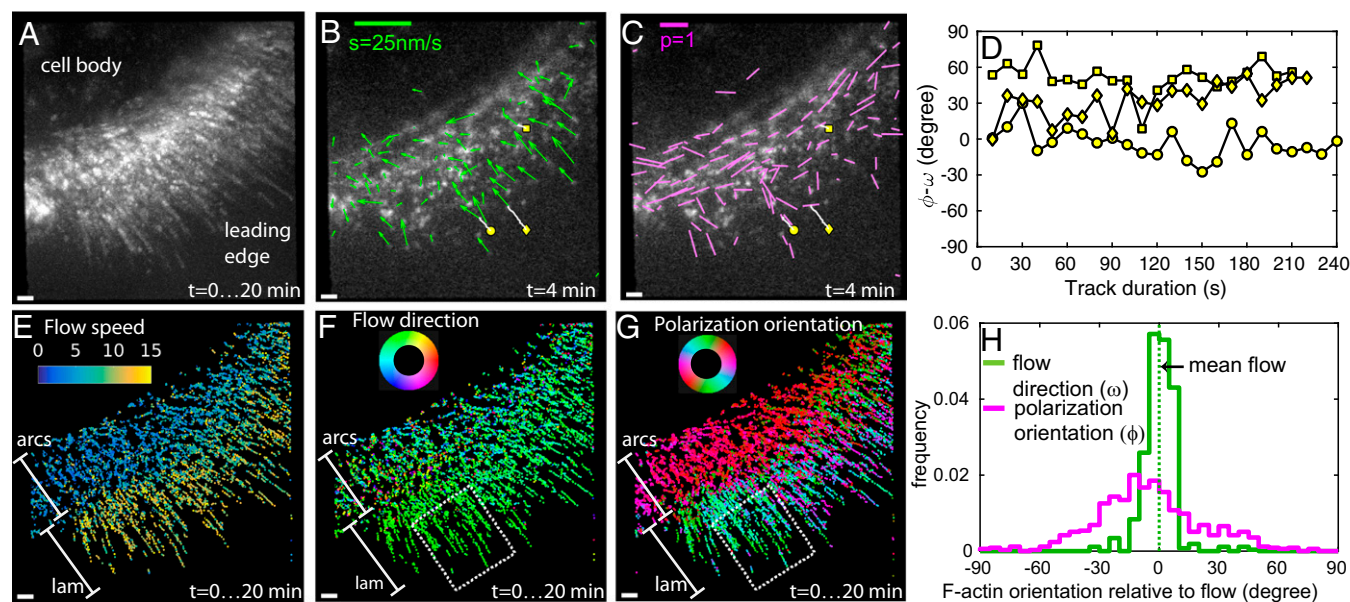 A
cell body
leading
edge
t=0...20 min
B
s=25nm/s
t=4 min
C
p=1
t=4 min
D
90
60
30
0
-30
-60
-90
ϕ-ω (degree)
0 30 60 90 120 150 180 210 240
Track duration (s)
E
Flow speed
0 5 10 15
arcs
lam
t=0...20 min
F
Flow direction
arcs
lam
t=0...20 min
G
Polarization orientation
arcs
lam
t=0...20 min
H
0.06
0.04
0.02
0
frequency
flow
direction (ω)
polarization
orientation (ϕ)
mean flow
-90 -60 -30 0 30 60 90
F-actin orientation relative to flow (degree)